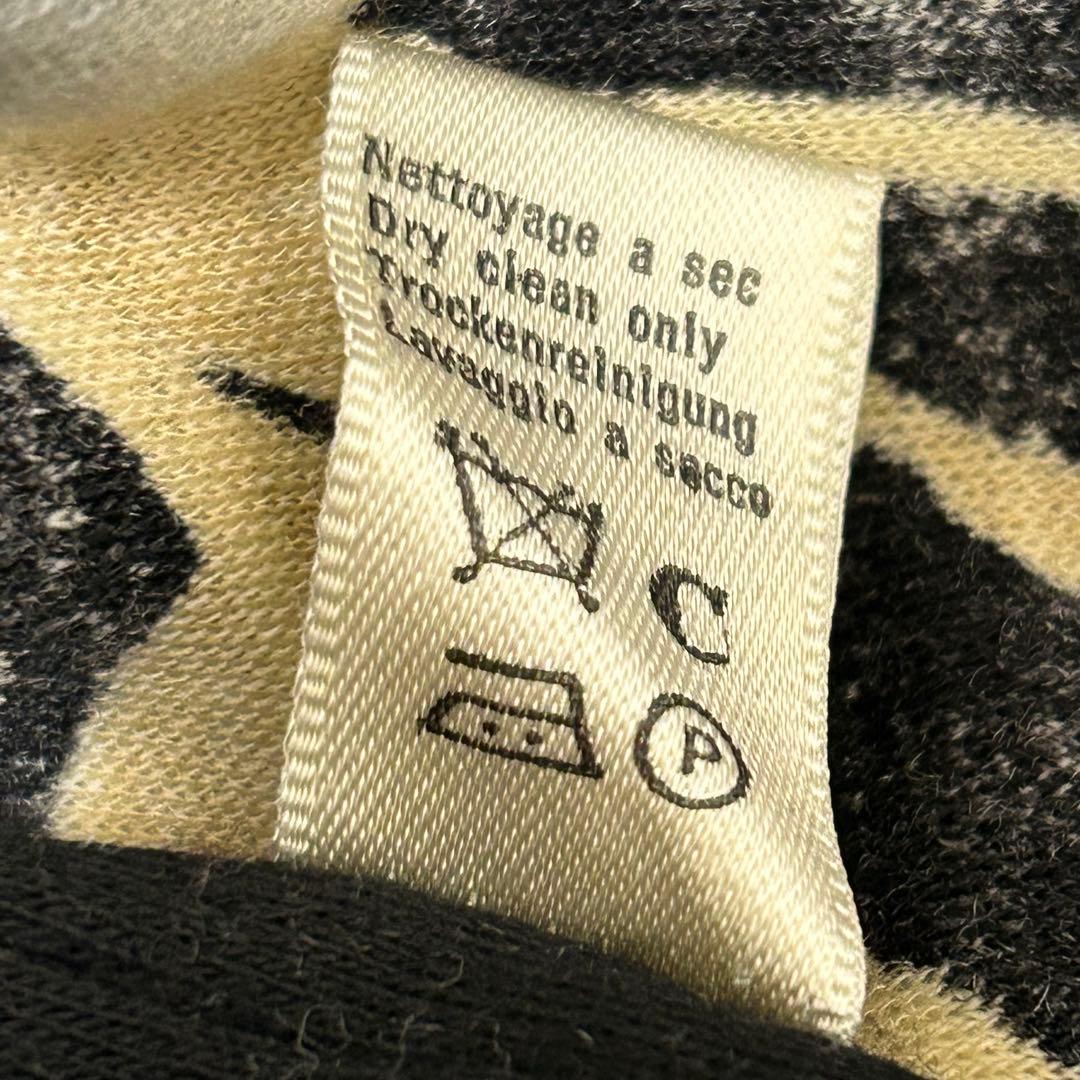 Nettoyage a sec
Dry clean only
Trockenreinigung
Lavaggio a secco
C
P